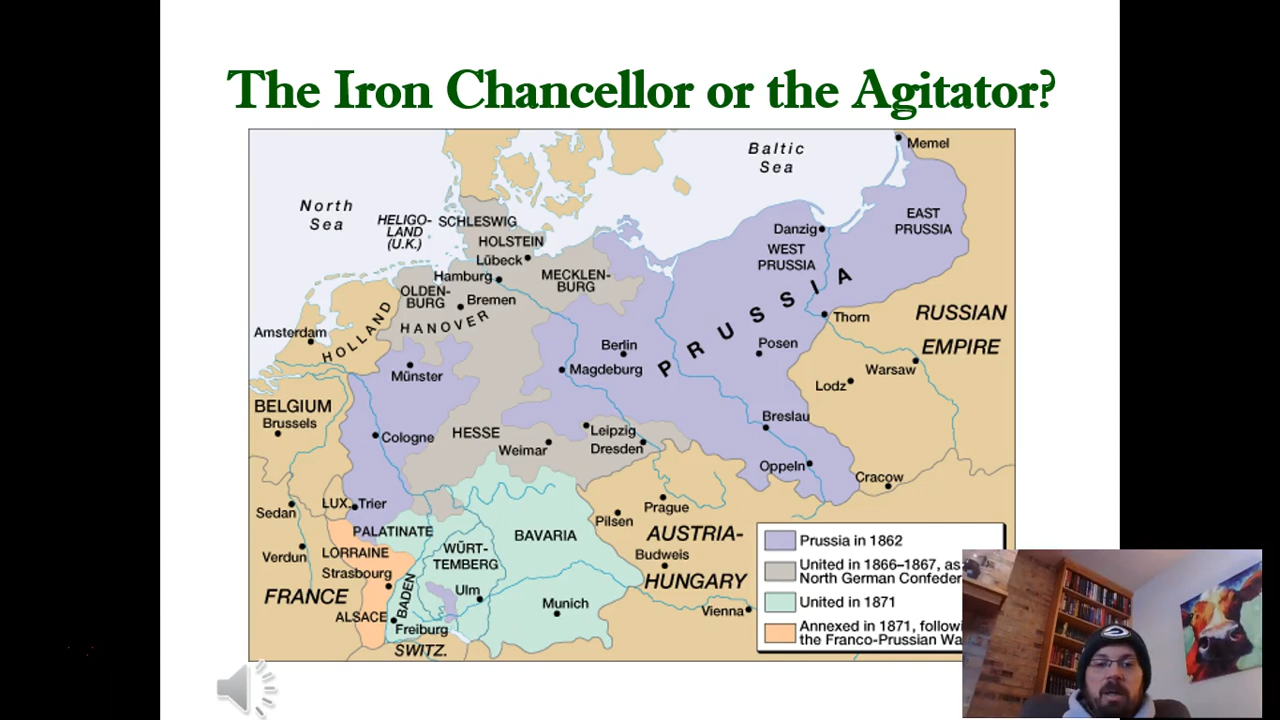 The Iron Chancellor or the Agitator?
Memel
Baltic
Sea
North
Sea
HELIGO-
LAND
(U.K.)
SCHLESWIG
EAST
PRUSSIA
Danzig
HOLSTEIN
WEST
PRUSSIA
Lübeck
Hamburg
MECKLEN-
BURG
OLDEN-
BURG
Bremen
HANOVER
PRUSSIA
Thorn
RUSSIAN
EMPIRE
Amsterdam
HOLLAND
Berlin
Posen
Münster
Magdeburg
Warsaw
Lodz
BELGIUM
Brussels
Cologne
HESSE
Weimar
Leipzig
Dresden
Breslau
Oppeln
Cracow
LUX.
Trier
Sedan
Prague
Pilsen
PALATINATE
BAVARIA
AUSTRIA-
HUNGARY
Verdun
LORRAINE
WÜRT-
TEMBERG
Budweis
Strasbourg
FRANCE
BADEN
Ulm
Munich
Vienna
ALSACE
Freiburg
SWITZ.
Prussia in 1862
United in 1866–1867, as
North German Confeder
United in 1871
Annexed in 1871, followi
the Franco-Prussian Wa